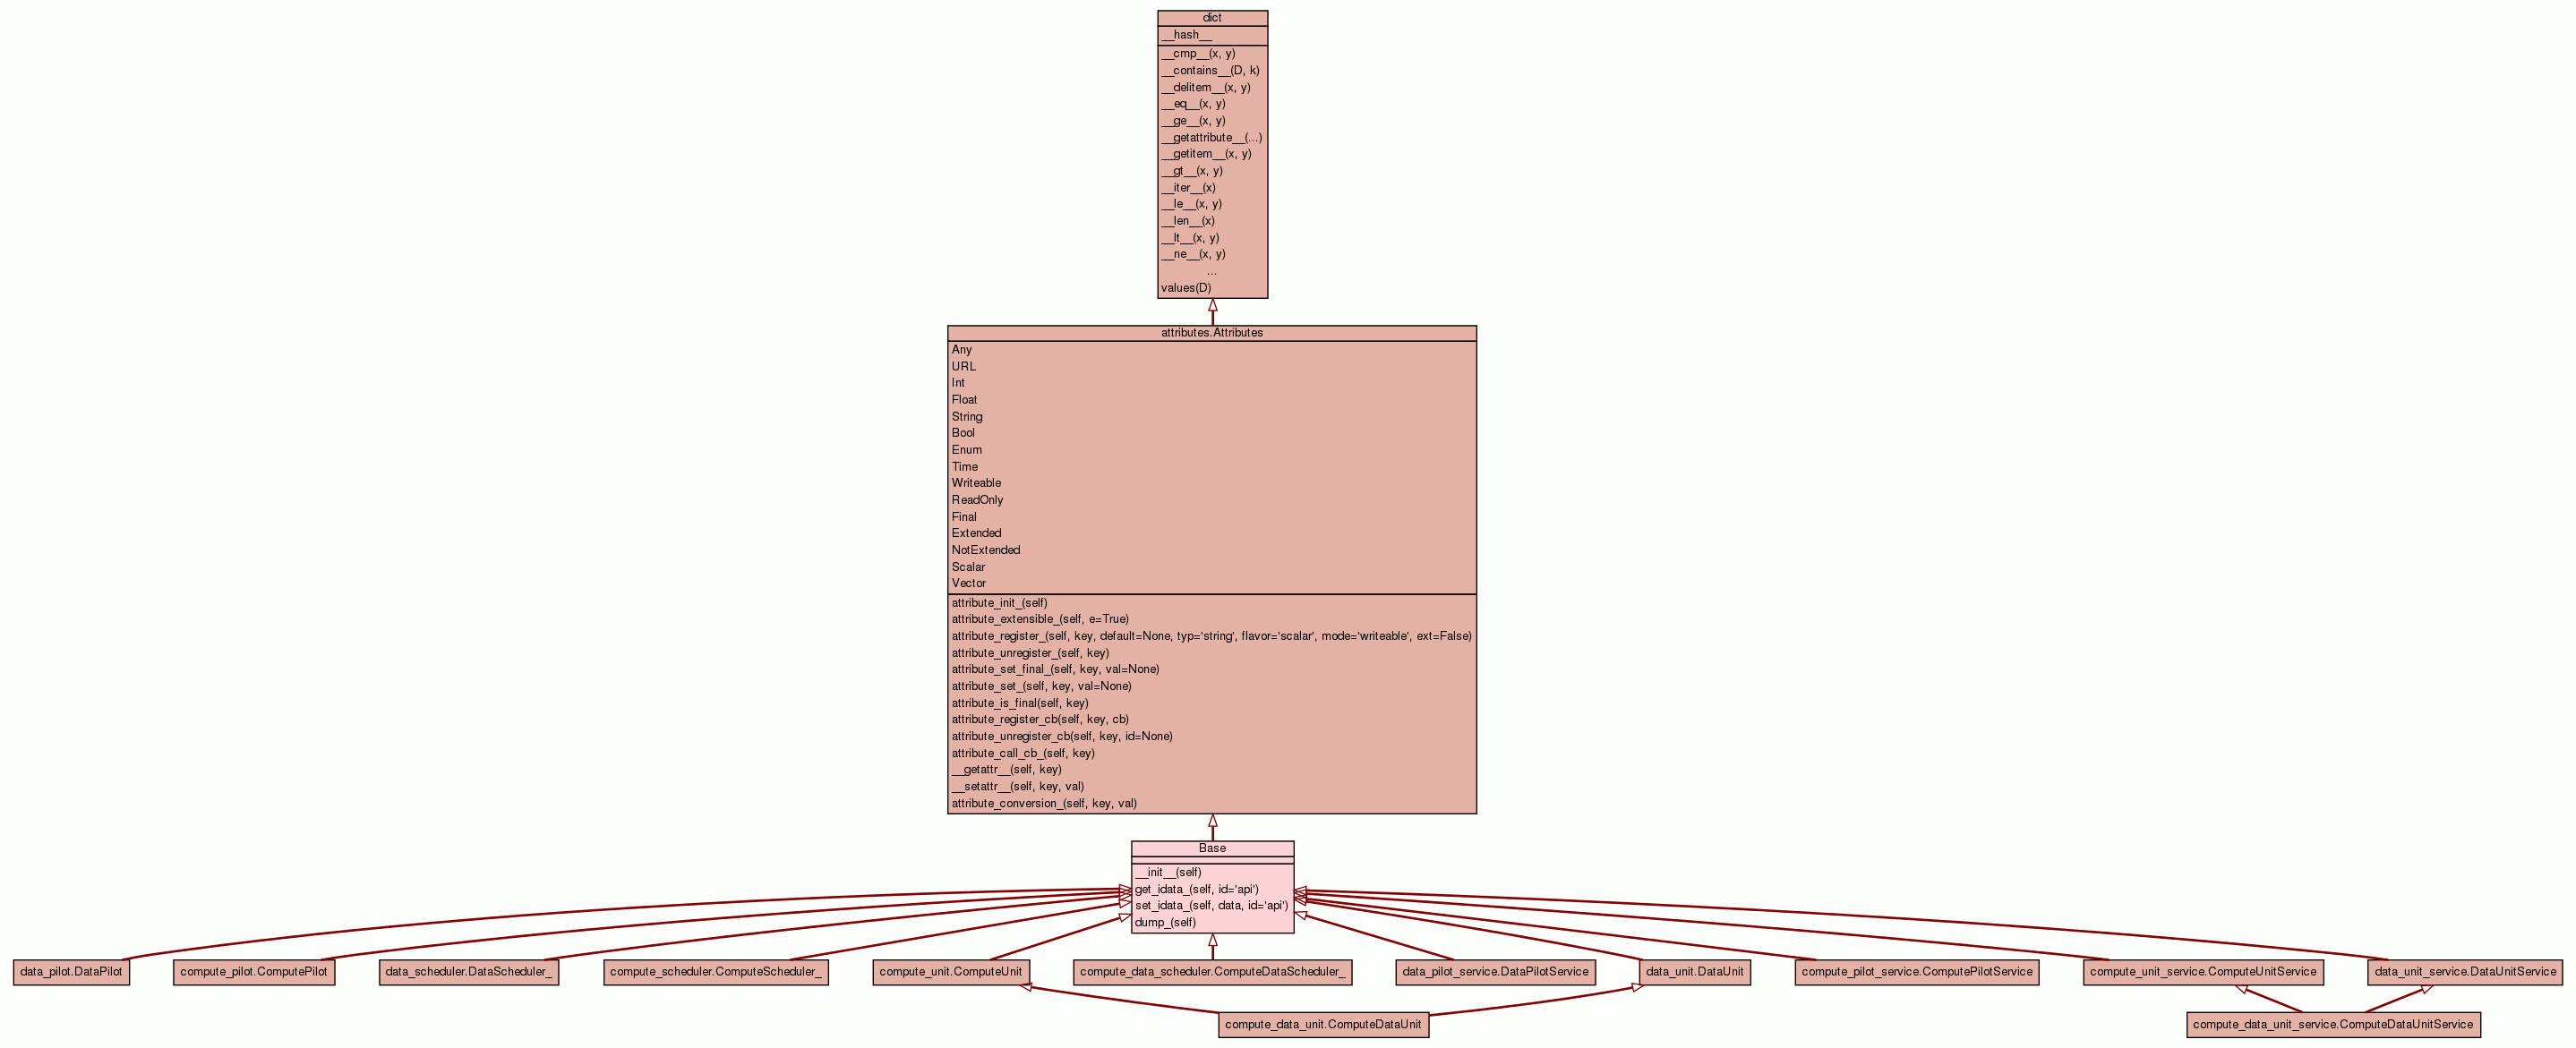 dict
__hash__
__cmp__(x, y)
__contains__(D, k)
__delitem__(x, y)
__eq__(x, y)
__ge__(x, y)
__getattribute__(...)
__getitem__(x, y)
__gt__(x, y)
__iter__(x)
__le__(x, y)
__len__(x)
__lt__(x, y)
__ne__(x, y)
...
values(D)
attributes.Attributes
Any
URL
Int
Float
String
Bool
Enum
Time
Writeable
ReadOnly
Final
Extended
NotExtended
Scalar
Vector
attribute_init_(self)
attribute_extensible_(self, e=True)
attribute_register_(self, key, default=None, typ='string', flavor='scalar', mode='writeable', ext=False)
attribute_unregister_(self, key)
attribute_set_final_(self, key, val=None)
attribute_set_(self, key, val=None)
attribute_is_final(self, key)
attribute_register_cb(self, key, cb)
attribute_unregister_cb(self, key, id=None)
attribute_call_cb_(self, key)
__getattr__(self, key)
__setattr__(self, key, val)
attribute_conversion_(self, key, val)
Base
__init__(self)
get_idata_(self, id='api')
set_idata_(self, data, id='api')
dump_(self)
data_pilot.DataPilot
compute_pilot.ComputePilot
data_scheduler.DataScheduler_
compute_scheduler.ComputeScheduler_
compute_unit.ComputeUnit
compute_data_scheduler.ComputeDataScheduler_
data_pilot_service.DataPilotService
data_unit.DataUnit
compute_pilot_service.ComputePilotService
compute_unit_service.ComputeUnitService
data_unit_service.DataUnitService
compute_data_unit.ComputeDataUnit
compute_data_unit_service.ComputeDataUnitService